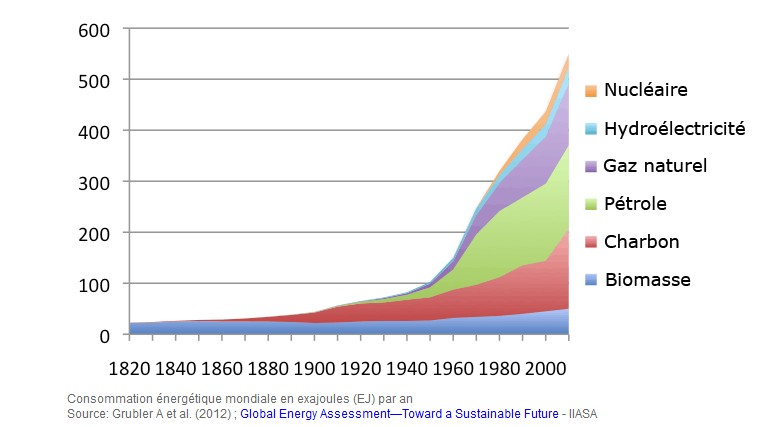 600
500
400
300
200
100
0
1820 1840 1860 1880 1900 1920 1940 1960 1980 2000
Nucléaire
Hydroélectricité
Gaz naturel
Pétrole
Charbon
Biomasse
Consommation énergétique mondiale en exajoules (EJ) par an
Source: Grubler A et al. (2012) ; Global Energy Assessment—Toward a Sustainable Future - IIASA